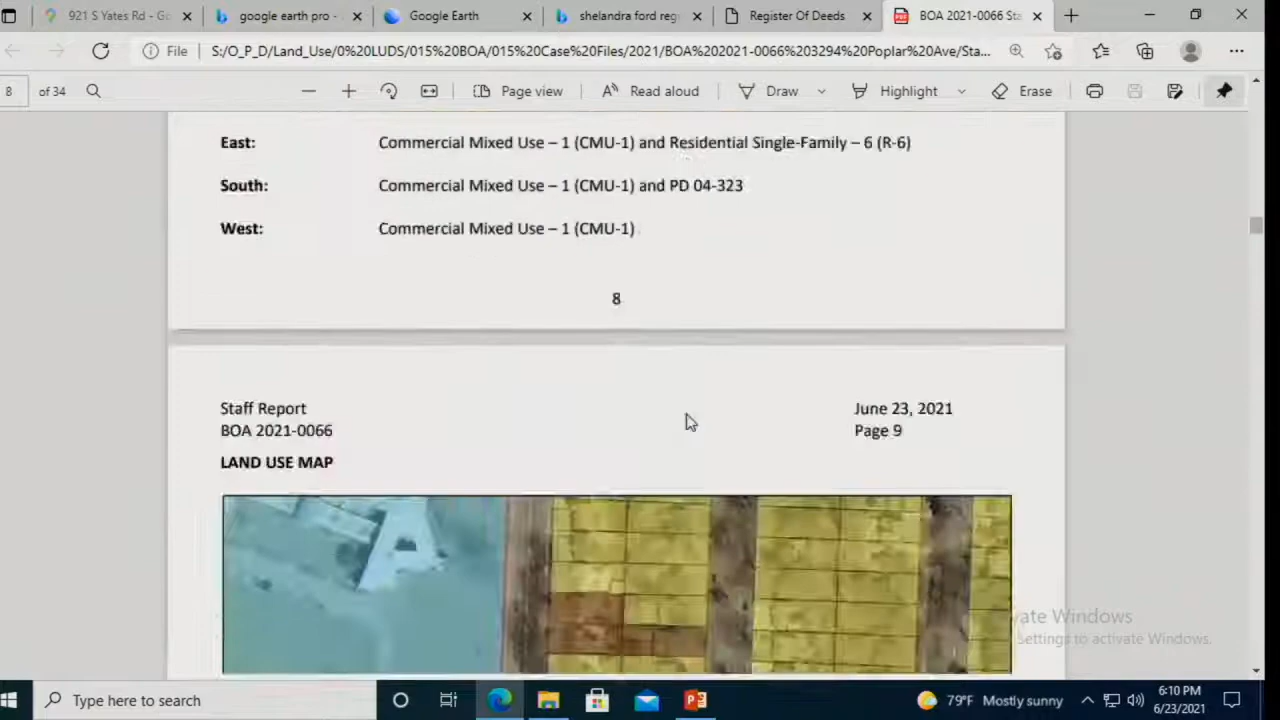 921 S Yates Rd - Go
google earth pro -
Google Earth
shelandra ford reg
Register Of Deeds
BOA 2021-0066 Sta
File
S:/O_P_D/Land_Use/0%20LUDS/015%20BOA/015%20Case%20Files/2021/BOA%202021-0066%203294%20Poplar%20Ave/Sta...
8 of 34
Page view
Read aloud
Draw
Highlight
Erase
East: Commercial Mixed Use – 1 (CMU-1) and Residential Single-Family – 6 (R-6)
South: Commercial Mixed Use – 1 (CMU-1) and PD 04-323
West: Commercial Mixed Use – 1 (CMU-1)
8
Staff Report June 23, 2021
BOA 2021-0066 Page 9
LAND USE MAP
vate Windows
Settings to activate Windows.
Type here to search
79°F Mostly sunny
6:10 PM
6/23/2021